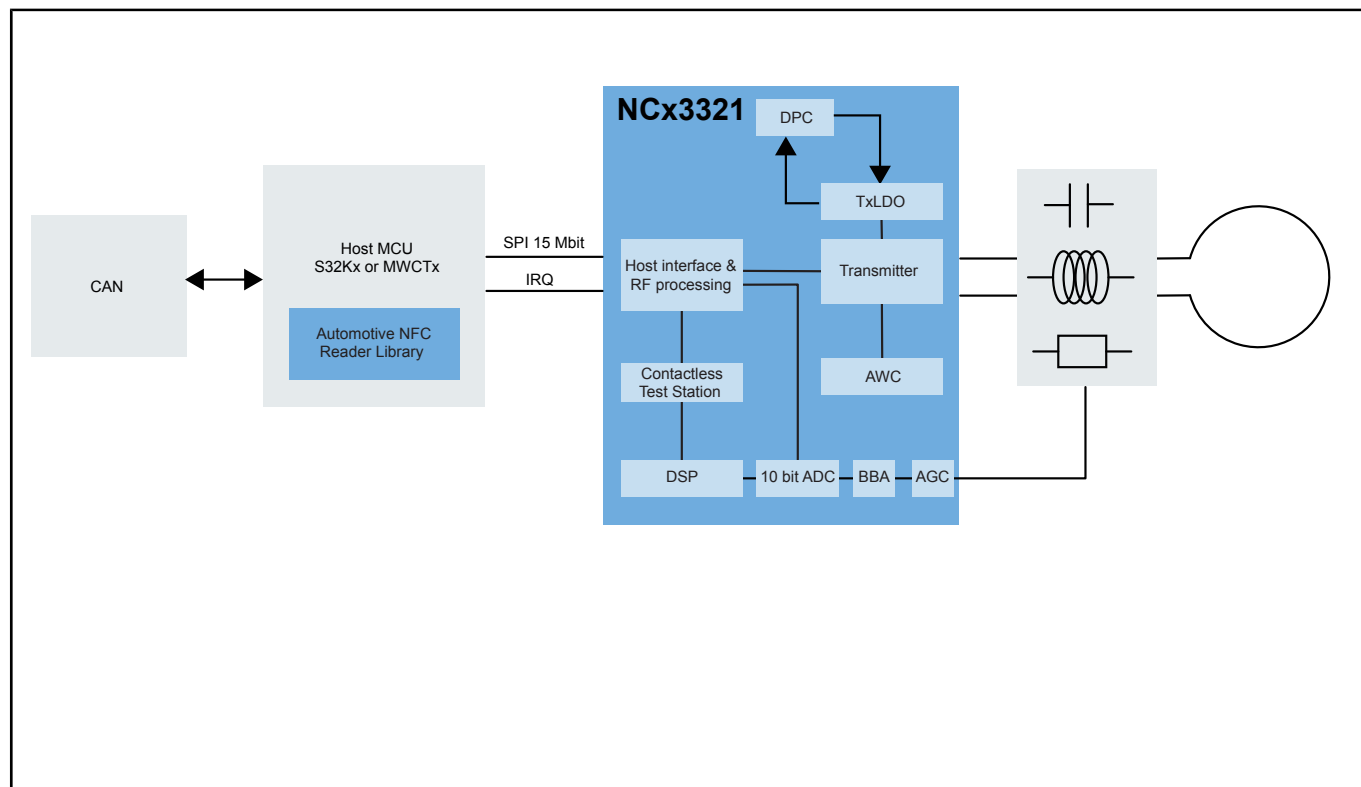 NCx3321
DPC
TxLDO
Host MCU
S32Kx or MWCTx
SPI 15 Mbit
Host interface &
RF processing
Transmitter
CAN
IRQ
Automotive NFC
Reader Library
Contactless
Test Station
AWC
DSP
10 bit ADC
BBA
AGC